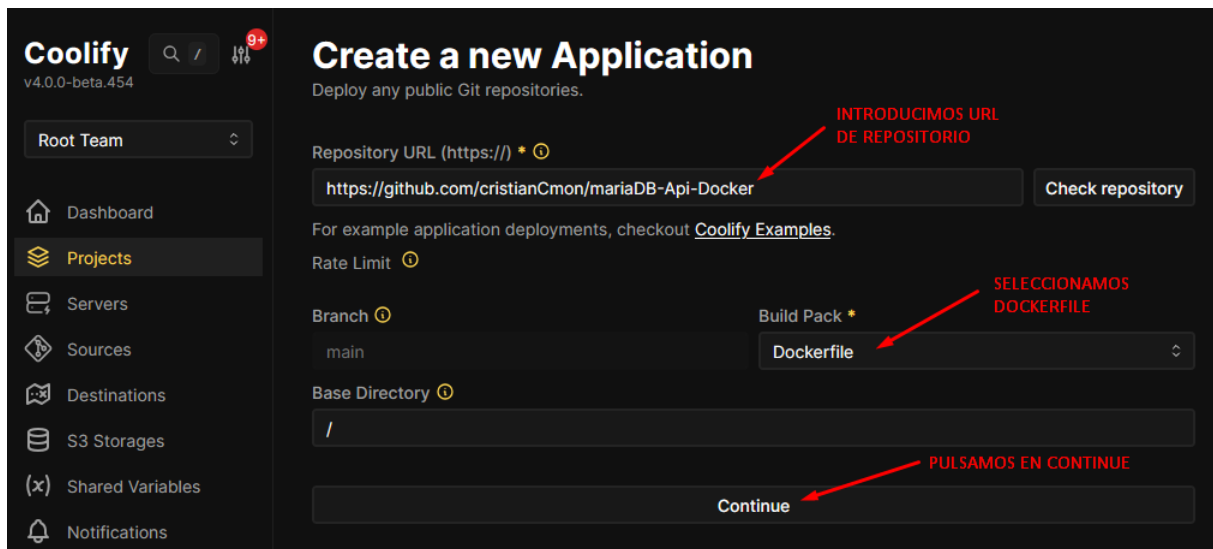 Coolify
/
9+
v4.0.0-beta.454
Root Team
Dashboard
Projects
Servers
Sources
Destinations
S3 Storages
(x) Shared Variables
Notifications
Create a new Application
Deploy any public Git repositories.
INTRODUCIMOS URL
DE REPOSITORIO
Repository URL (https://) *
https://github.com/cristianCmon/mariaDB-Api-Docker
Check repository
For example application deployments, checkout Coolify Examples.
Rate Limit
SELECCIONAMOS
DOCKERFILE
Branch
Build Pack *
main
Dockerfile
Base Directory
/
PULSAMOS EN CONTINUE
Continue